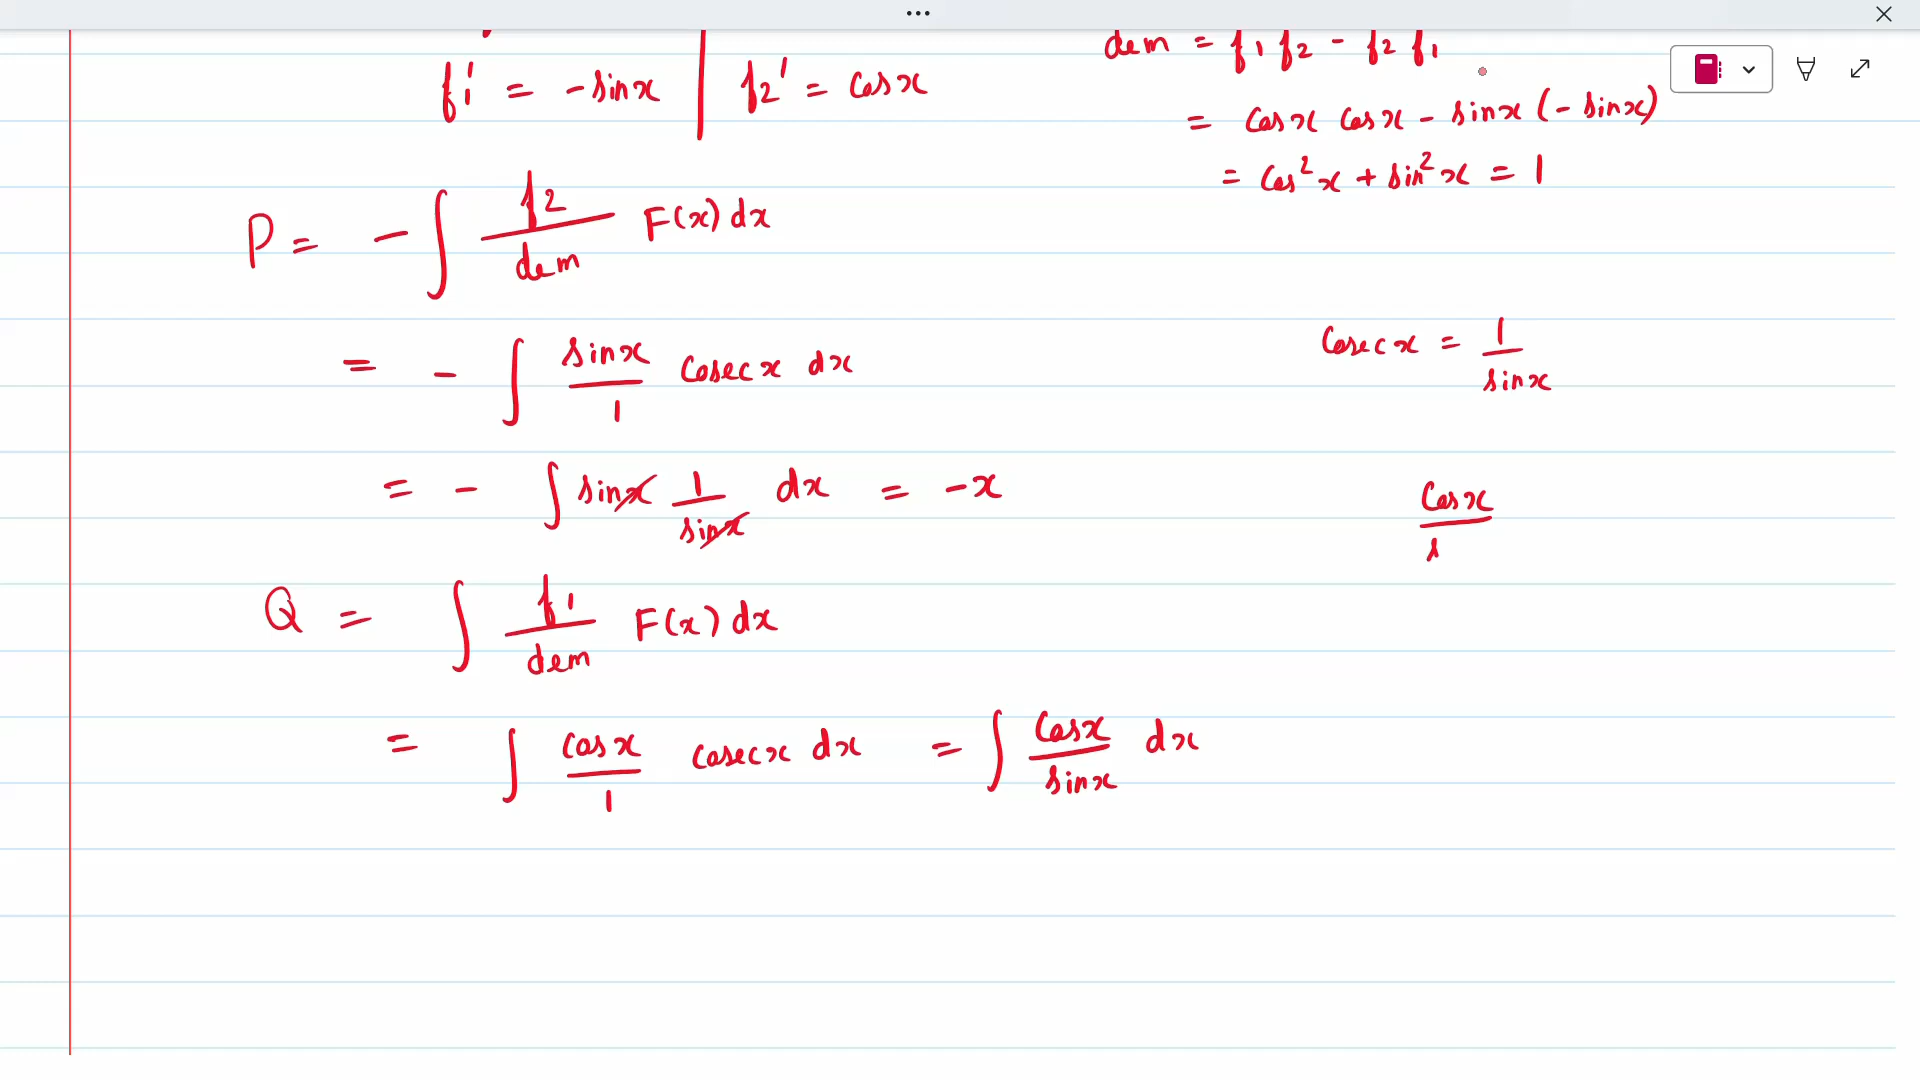 dem = f1 f2' - f2 f1'
f1' = -sinx | f2' = cosx
= cosx cosx - sinx (-sinx)
= cos²x + sin²x = 1
P = - ∫ f2/dem F(x) dx
= - ∫ sinx/1 cosecx dx
cosecx = 1/sinx
= - ∫ sinx 1/sinx dx = -x
cosx/s
Q = ∫ f1/dem F(x) dx
= ∫ cosx/1 cosecx dx = ∫ cosx/sinx dx